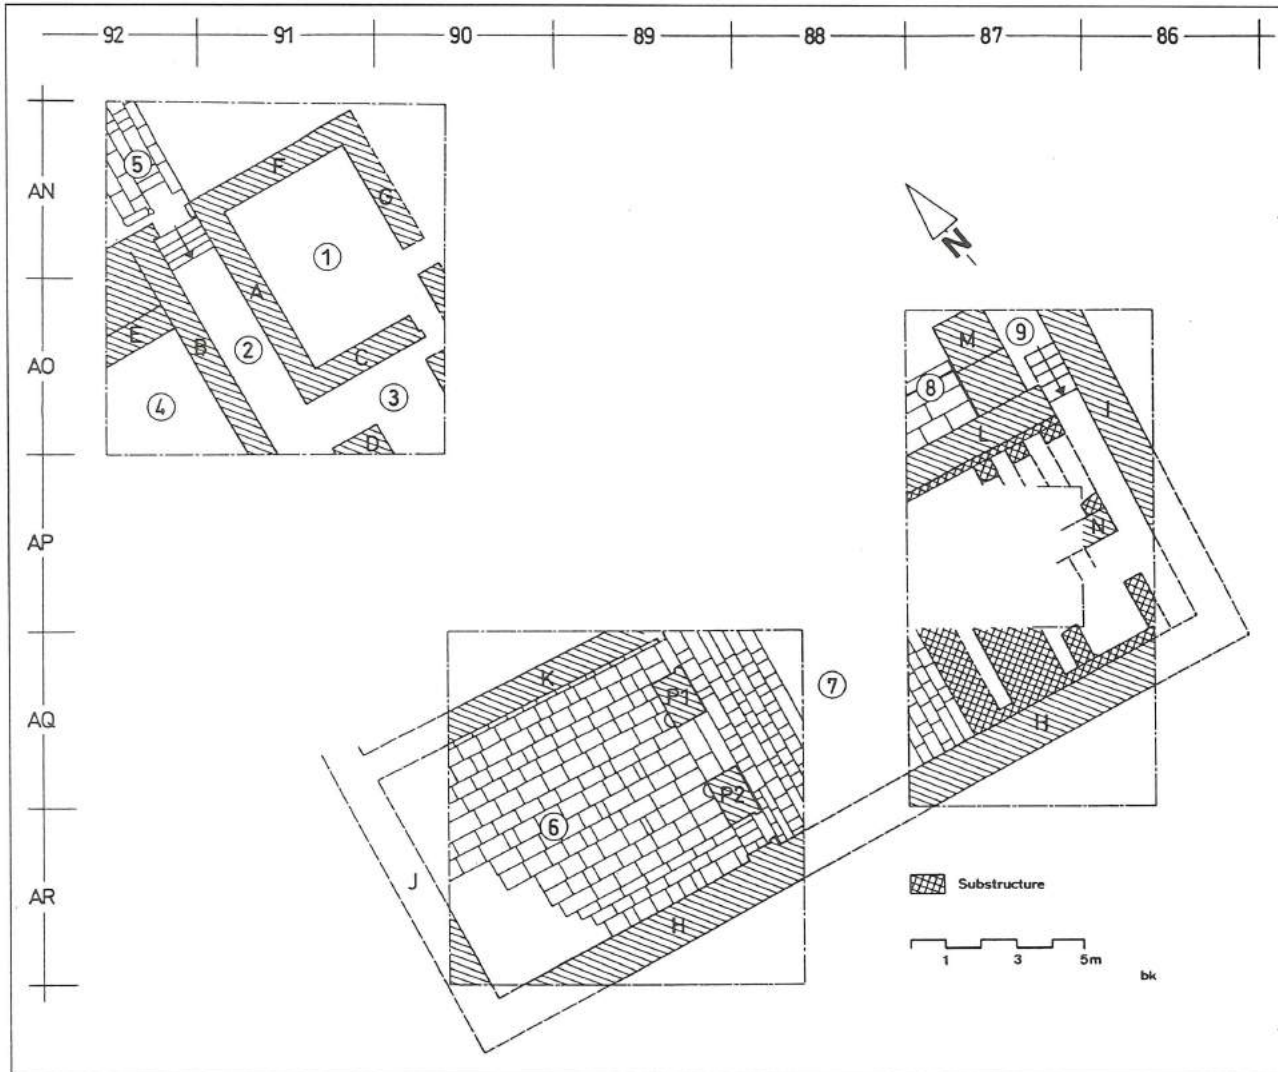 92 91 90 89 88 87 86
AN
AO
AP
AQ
AR
5
F
G
1
A
E
B
2
C
3
4
D
N
M
9
8
I
L
N
7
K
P1
P2
6
J
H
H
Substructure
1 3 5m
bk